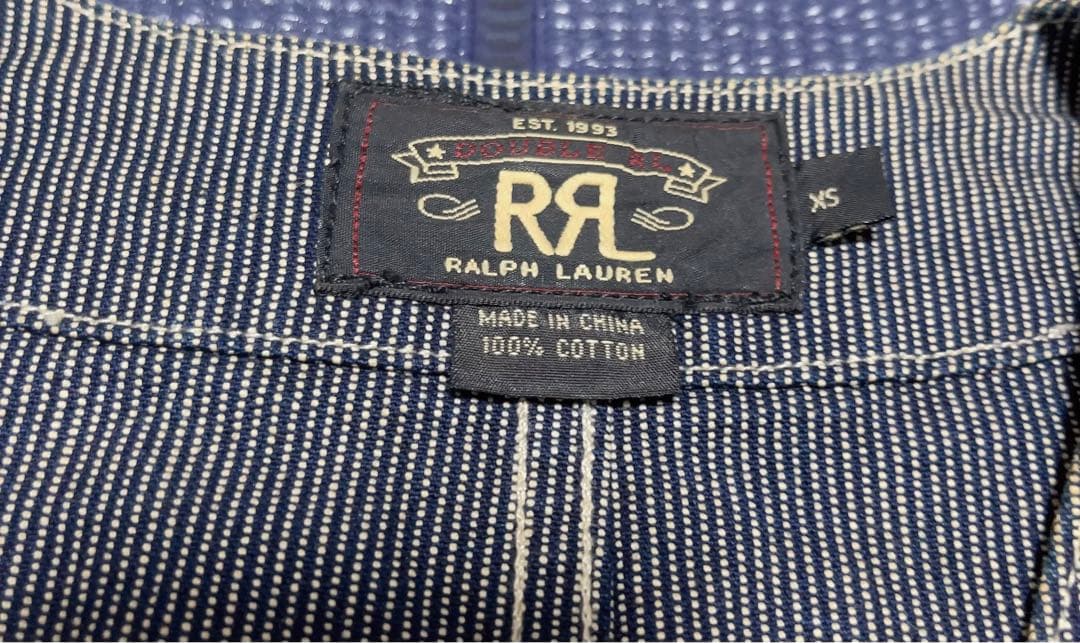 EST. 1993
DOUBLE RL
RRL
RALPH LAUREN
XS
MADE IN CHINA
100% COTTON